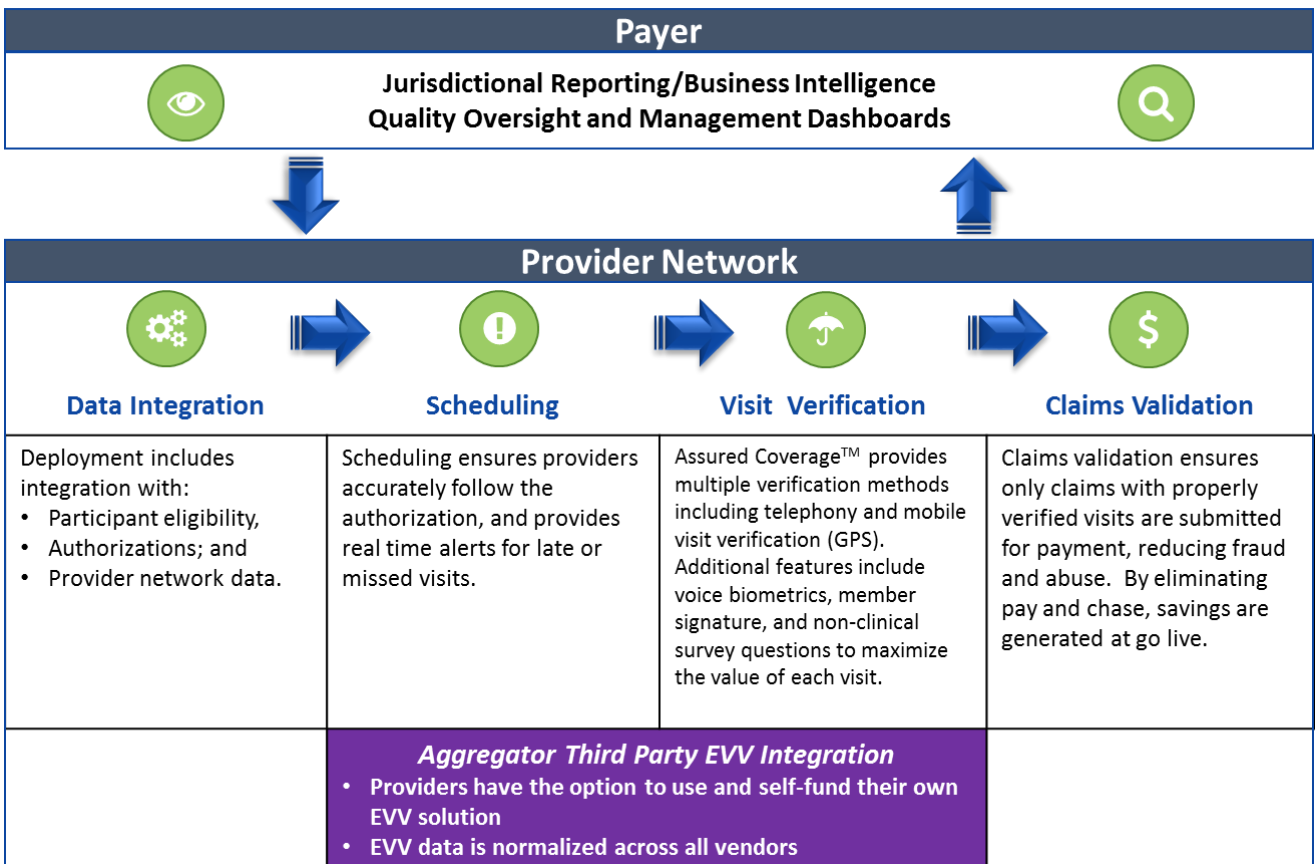 Payer
Jurisdictional Reporting/Business Intelligence
Quality Oversight and Management Dashboards
Provider Network
Data Integration
Scheduling
Visit Verification
Claims Validation
Deployment includes
integration with:
• Participant eligibility,
• Authorizations; and
• Provider network data.
Scheduling ensures providers
accurately follow the
authorization, and provides
real time alerts for late or
missed visits.
Assured Coverage™ provides
multiple verification methods
including telephony and mobile
visit verification (GPS).
Additional features include
voice biometrics, member
signature, and non-clinical
survey questions to maximize
the value of each visit.
Claims validation ensures
only claims with properly
verified visits are submitted
for payment, reducing fraud
and abuse. By eliminating
pay and chase, savings are
generated at go live.
Aggregator Third Party EVV Integration
• Providers have the option to use and self-fund their own
EVV solution
• EVV data is normalized across all vendors